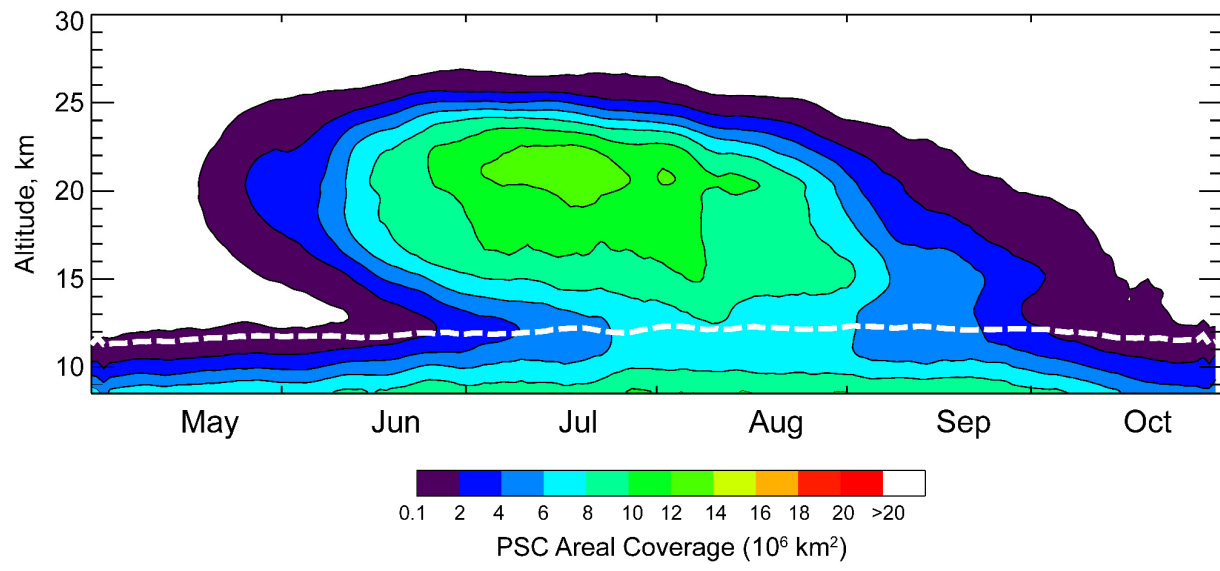 30
25
20
15
10
Altitude, km
May Jun Jul Aug Sep Oct
0.1 2 4 6 8 10 12 14 16 18 20 >20
PSC Areal Coverage (10⁶ km²)